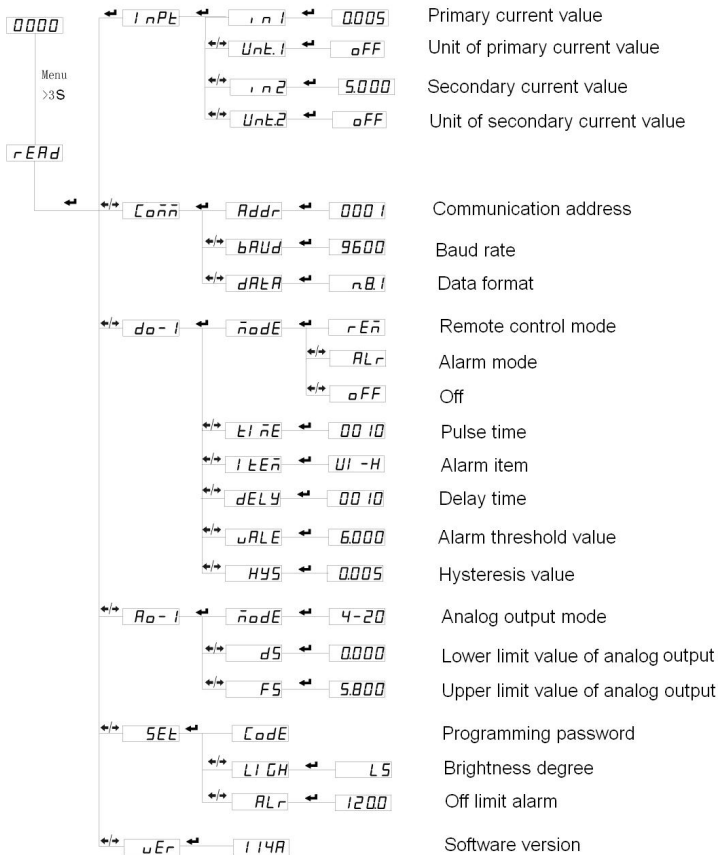 0000
Menu
>3S
rEAd
InPt in1 0.005 Primary current value
Unt.1 oFF Unit of primary current value
in2 5.000 Secondary current value
Unt.2 oFF Unit of secondary current value
Conn Addr 0001 Communication address
bAUd 9600 Baud rate
dAtA n.8.1 Data format
do-1 nodE rEn Remote control mode
ALr Alarm mode
oFF Off
tInE 0010 Pulse time
ItEn UI-H Alarm item
dELY 0010 Delay time
uALE 6.000 Alarm threshold value
HYS 0.005 Hysteresis value
Ao-1 nodE 4-20 Analog output mode
dS 0.000 Lower limit value of analog output
FS 5.800 Upper limit value of analog output
SEt CodE Programming password
LIGH LS Brightness degree
ALr 120.0 Off limit alarm
uEr 114A Software version